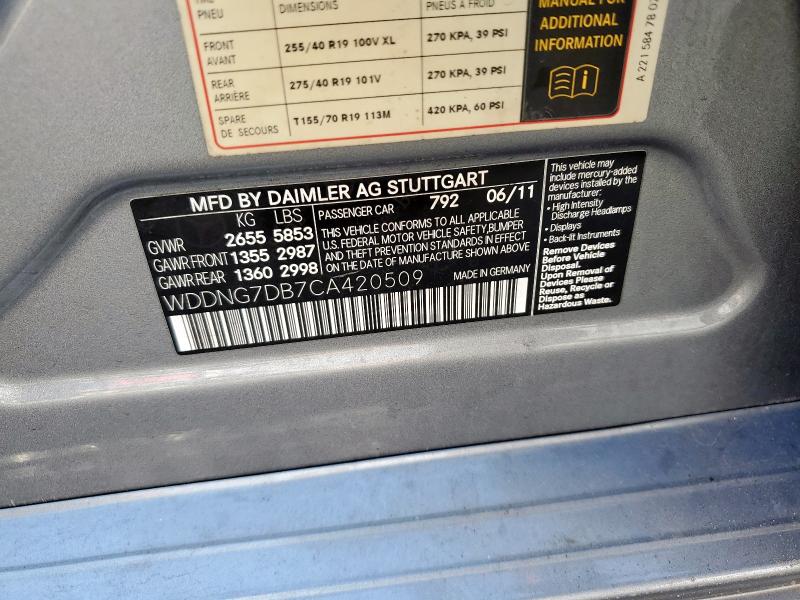 PNEU DIMENSIONS PNEUS A FROID
FRONT
AVANT 255/40 R19 100V XL 270 KPA, 39 PSI
REAR
ARRIÈRE 275/40 R19 101V 270 KPA, 39 PSI
SPARE
DE SECOURS T155/70 R19 113M 420 KPA, 60 PSI
MANUAL FOR
ADDITIONAL
INFORMATION
A 221 584 78 02
MFD BY DAIMLER AG STUTTGART
KG LBS PASSENGER CAR 792 06/11
GVWR 2655 5853
GAWR FRONT 1355 2987
GAWR REAR 1360 2998
THIS VEHICLE CONFORMS TO ALL APPLICABLE
U.S. FEDERAL MOTOR VEHICLE SAFETY,BUMPER
AND THEFT PREVENTION STANDARDS IN EFFECT
ON THE DATE OF MANUFACTURE SHOWN ABOVE
WDDNG7DB7CA420509 MADE IN GERMANY
This vehicle may
include mercury-added
devices installed by the
manufacturer:
• High Intensity
Discharge Headlamps
• Displays
• Back-lit Instruments
Remove Devices
Before Vehicle
Disposal.
Upon Removal of
Devices Please
Reuse, Recycle or
Dispose as
Hazardous Waste.